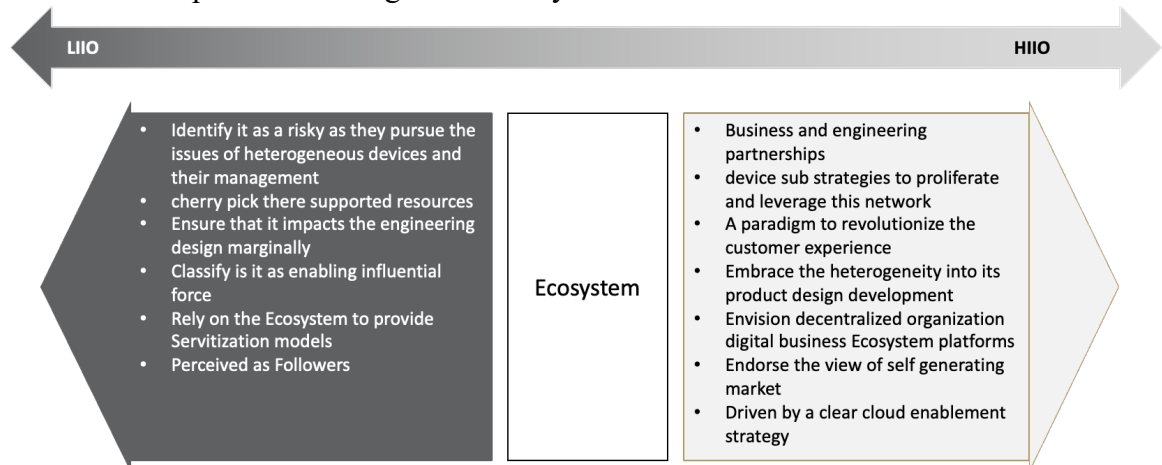 LIIO
HIIO
• Identify it as a risky as they pursue the
issues of heterogeneous devices and
their management
• cherry pick there supported resources
• Ensure that it impacts the engineering
design marginally
• Classify is it as enabling influential
force
• Rely on the Ecosystem to provide
Servitization models
• Perceived as Followers
Ecosystem
• Business and engineering
partnerships
• device sub strategies to proliferate
and leverage this network
• A paradigm to revolutionize the
customer experience
• Embrace the heterogeneity into its
product design development
• Envision decentralized organization
digital business Ecosystem platforms
• Endorse the view of self generating
market
• Driven by a clear cloud enablement
strategy